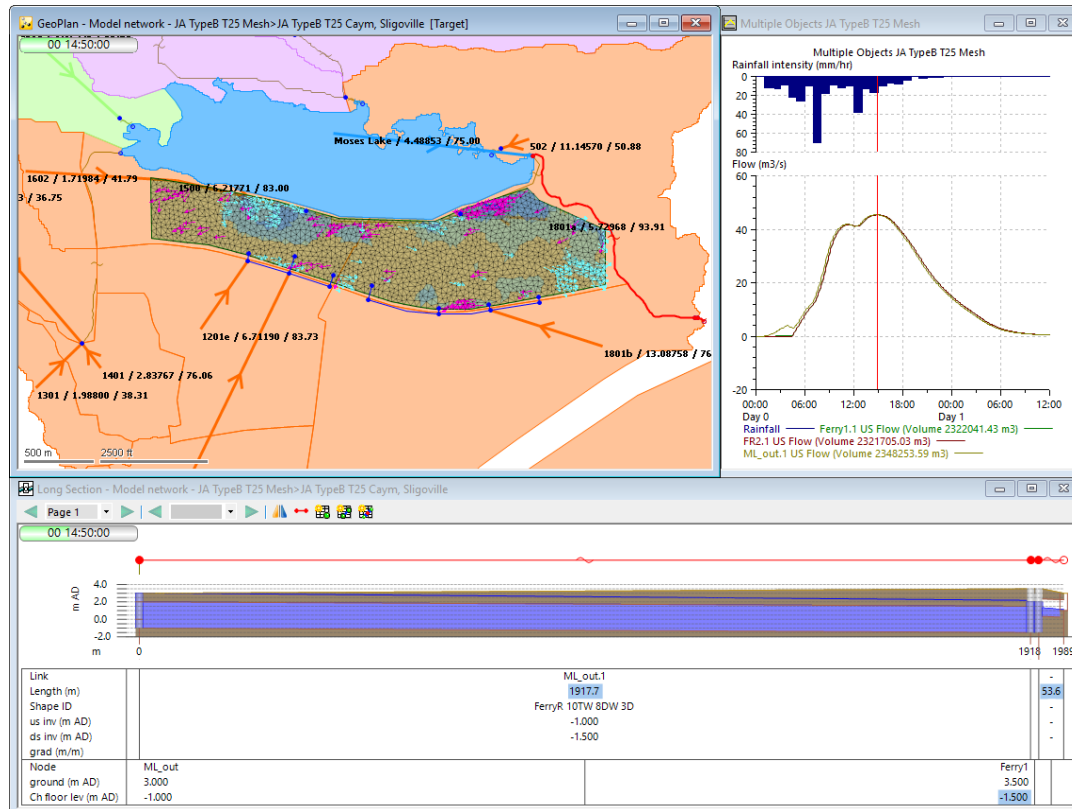 GeoPlan - Model network - JA TypeB T25 Mesh>JA TypeB T25 Caym, Sligoville [Target]
00 14:50:00
Moses Lake / 4.48853 / 75.00
502 / 11.14570 / 50.88
1602 / 1.71984 / 41.79
1500 / 6.21771 / 83.00
3 / 36.75
1801a / 5.72968 / 93.91
1201e / 6.71190 / 83.73
1801b / 13.08758 / 76
1401 / 2.83767 / 76.06
1301 / 1.98800 / 38.31
500 m 2500 ft
Multiple Objects JA TypeB T25 Mesh
Multiple Objects JA TypeB T25 Mesh
Rainfall intensity (mm/hr)
0
20
40
60
80
Flow (m3/s)
60
40
20
0
-20
00:00 06:00 12:00 18:00 00:00 06:00 12:00
Day 0 Day 1
Rainfall Ferry1.1 US Flow (Volume 2322041.43 m3)
FR2.1 US Flow (Volume 2321705.03 m3)
ML_out.1 US Flow (Volume 2348253.59 m3)
Long Section - Model network - JA TypeB T25 Mesh>JA TypeB T25 Caym, Sligoville
Page 1
00 14:50:00
m AD
4.0
2.0
0.0
-2.0
m 0 1918 1989
Link ML_out.1 -
Length (m) 1917.7 53.6
Shape ID FerryR 10TW 8DW 3D -
us inv (m AD) -1.000 -
ds inv (m AD) -1.500 -
grad (m/m)
Node ML_out Ferry1
ground (m AD) 3.000 3.500
Ch floor lev (m AD) -1.000 -1.500